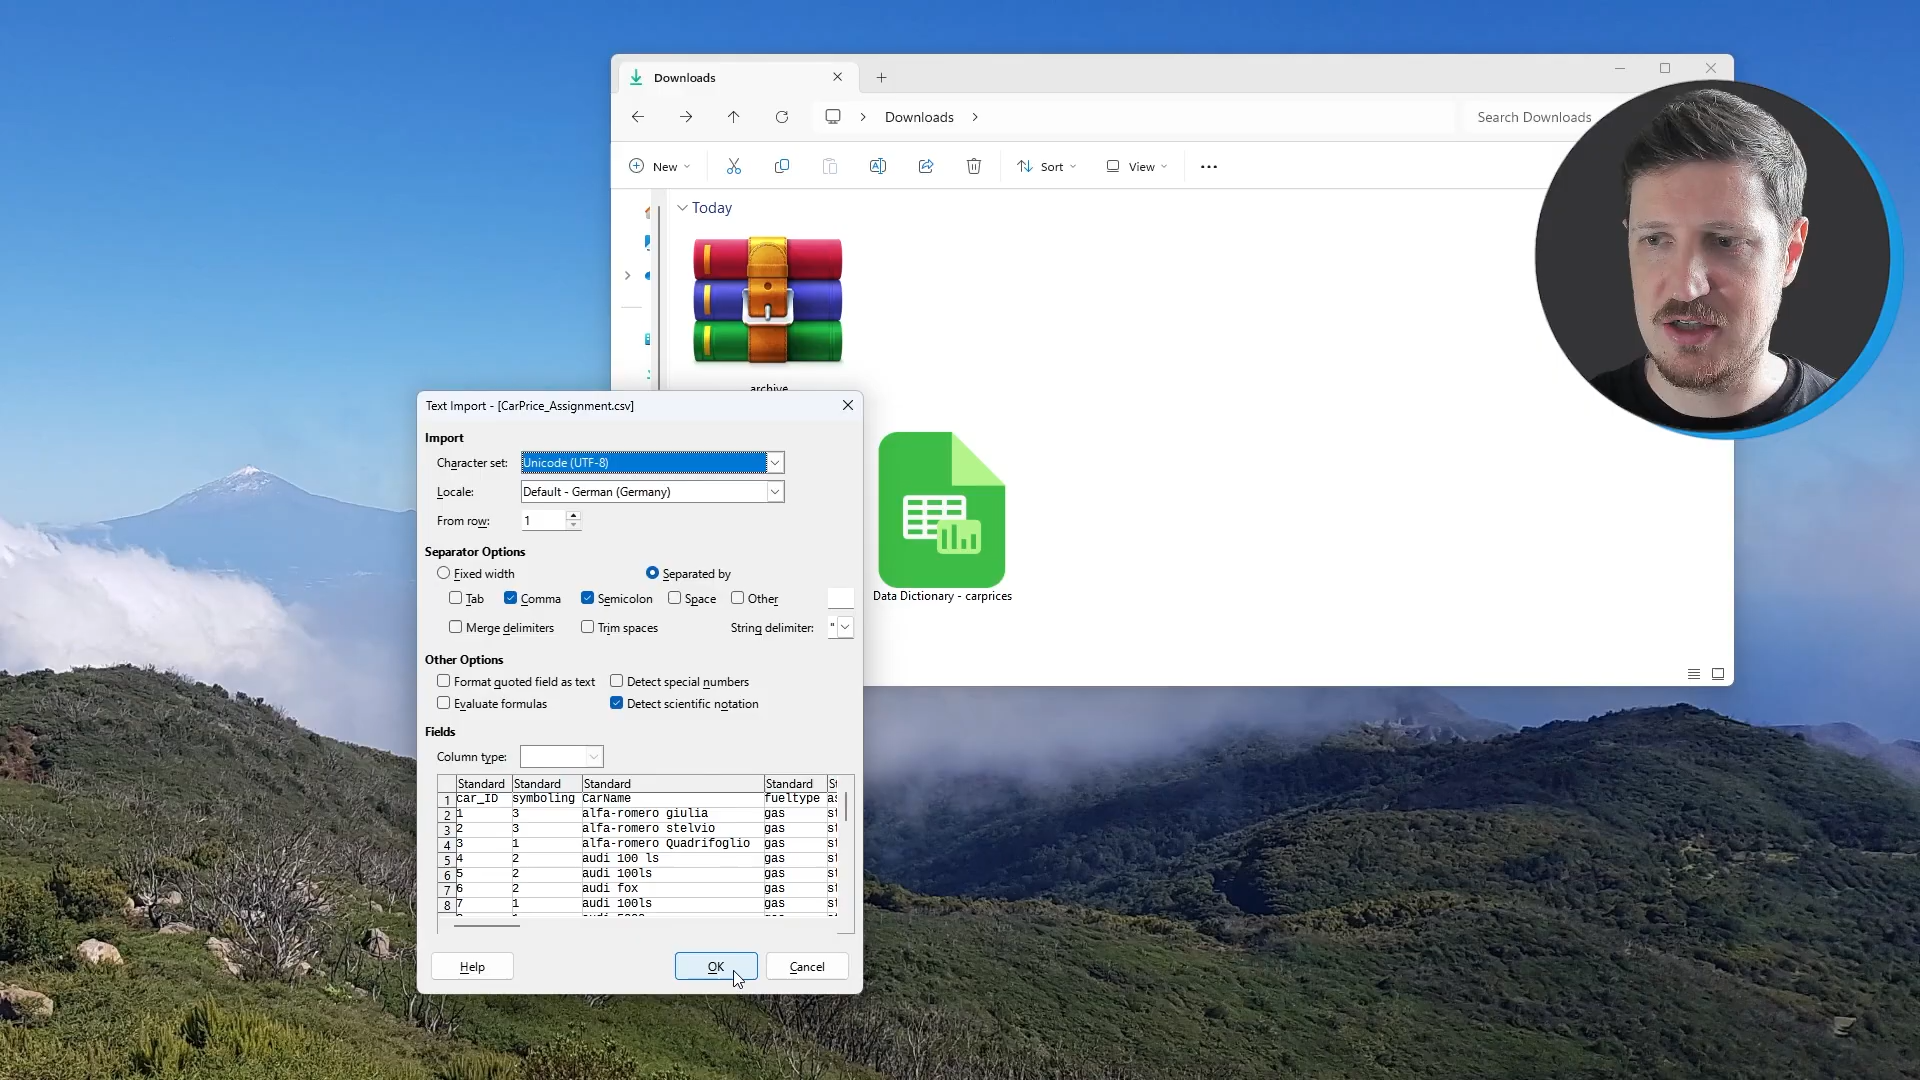 Downloads
Downloads
Search Downloads
New
Sort
View
Today
archive
Data Dictionary - carprices
Text Import - [CarPrice_Assignment.csv]
Import
Character set: Unicode (UTF-8)
Locale: Default - German (Germany)
From row: 1
Separator Options
Fixed width Separated by
Tab Comma Semicolon Space Other
Merge delimiters Trim spaces String delimiter: "
Other Options
Format quoted field as text Detect special numbers
Evaluate formulas Detect scientific notation
Fields
Column type:
Standard Standard Standard Standard
1 car_ID symboling CarName fueltype
2 1 3 alfa-romero giulia gas
3 2 3 alfa-romero stelvio gas
4 3 1 alfa-romero Quadrifoglio gas
5 4 2 audi 100 ls gas
6 5 2 audi 100ls gas
7 6 2 audi fox gas
8 7 1 audi 100ls gas
Help OK Cancel